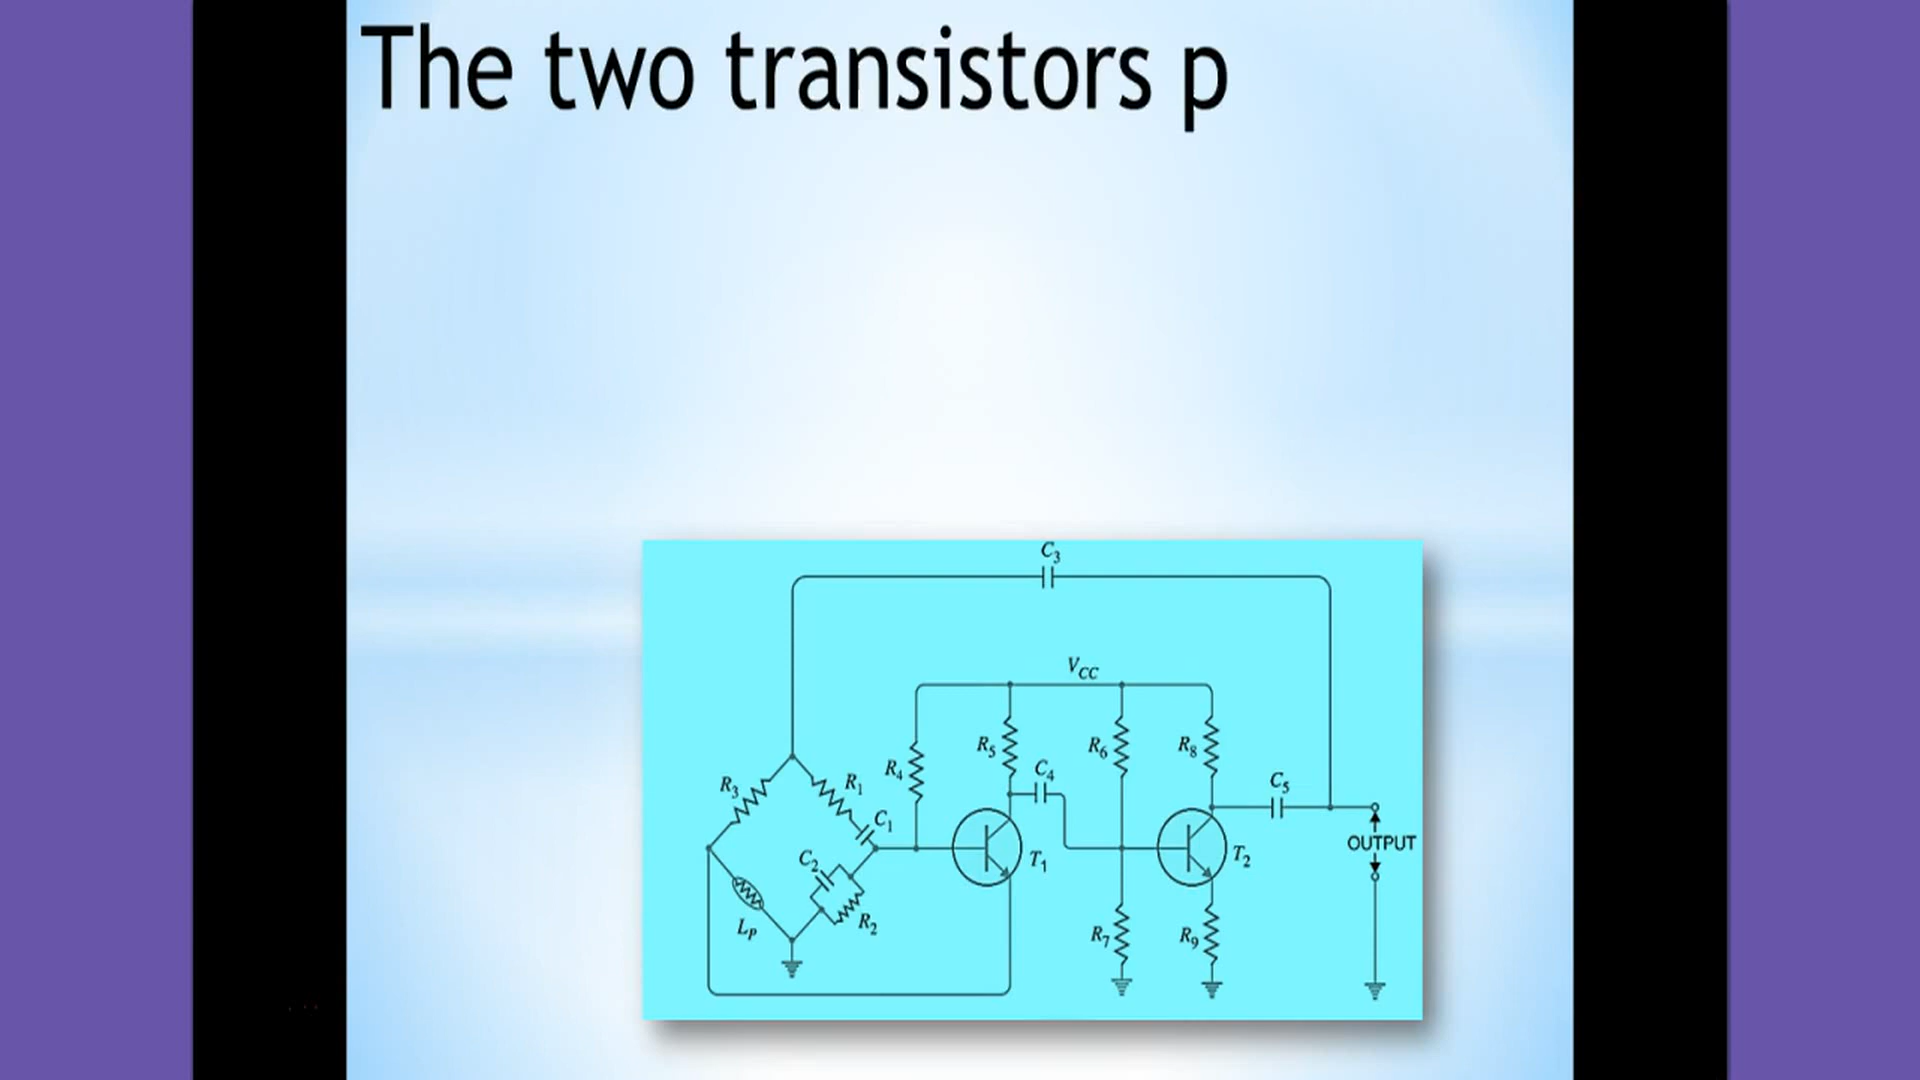 The two transistors p
C3
VCC
R5
R6
R8
R4
C4
R3
R1
C5
C1
OUTPUT
T1
T2
C2
R2
LP
R7
R9